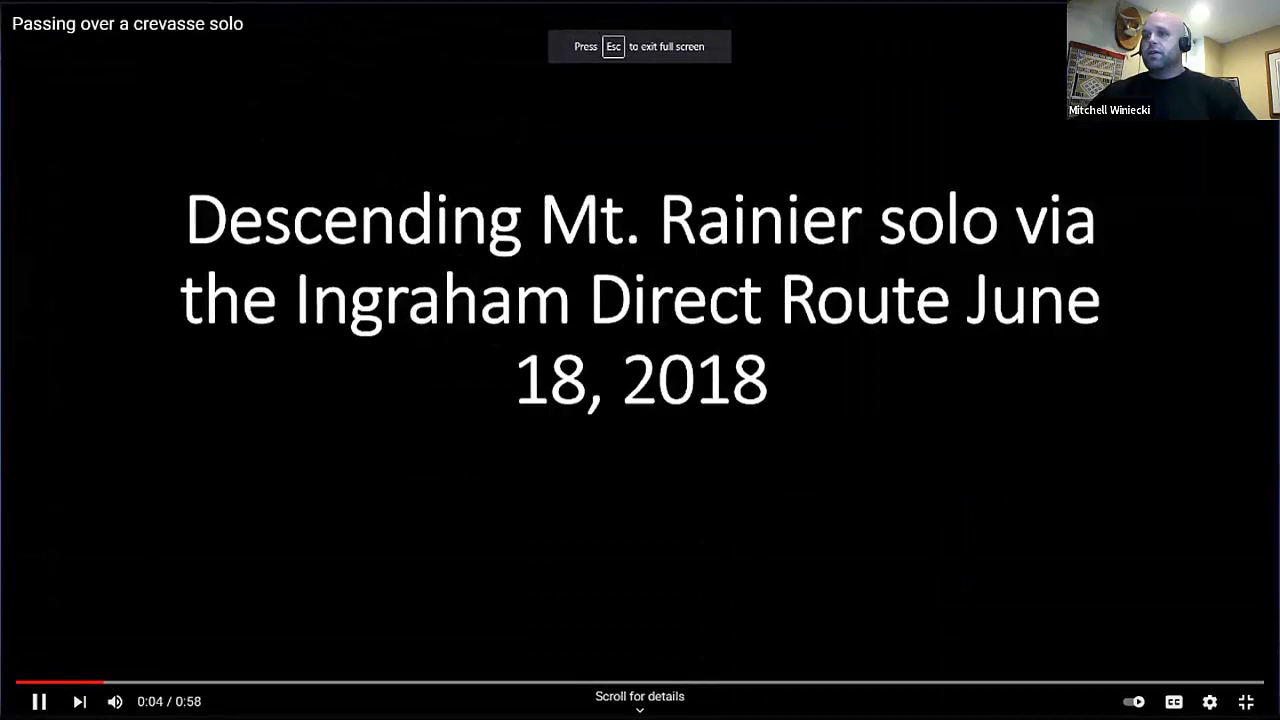 Passing over a crevasse solo
Press Esc to exit full screen
Mitchell Winiecki
Descending Mt. Rainier solo via
the Ingraham Direct Route June
18, 2018
0:04 / 0:58
Scroll for details
CC